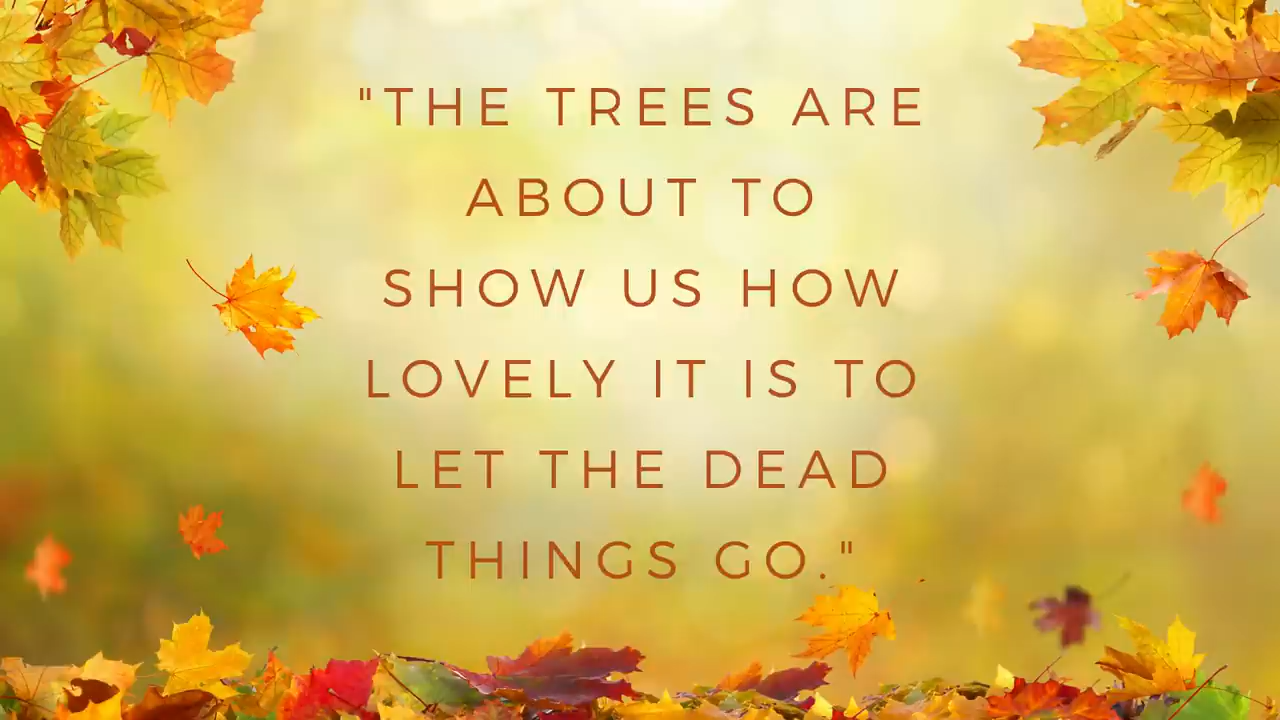 "THE TREES ARE
ABOUT TO
SHOW US HOW
LOVELY IT IS TO
LET THE DEAD
THINGS GO."